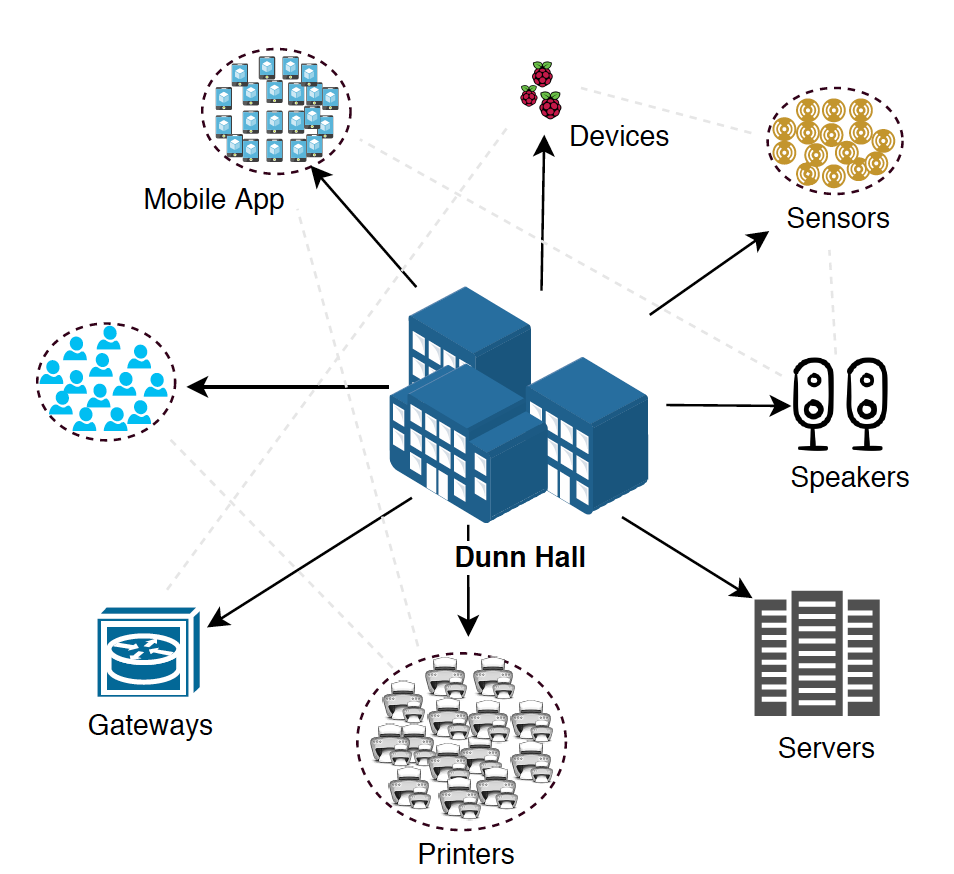 Devices
Mobile App
Sensors
Speakers
Dunn Hall
Gateways
Servers
Printers